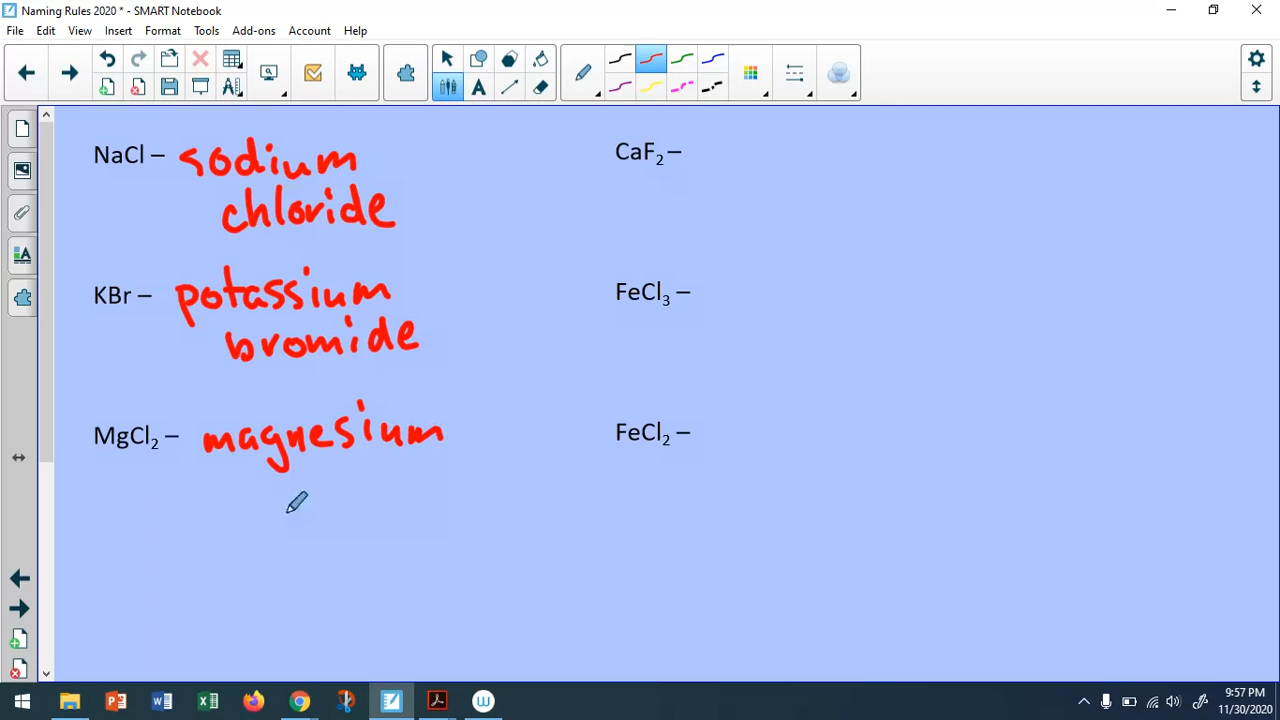 Naming Rules 2020 * - SMART Notebook
File Edit View Insert Format Tools Add-ons Account Help
NaCl – sodium
chloride
KBr – potassium
bromide
MgCl₂ – magnesium
CaF₂ –
FeCl₃ –
FeCl₂ –
9:57 PM
11/30/2020